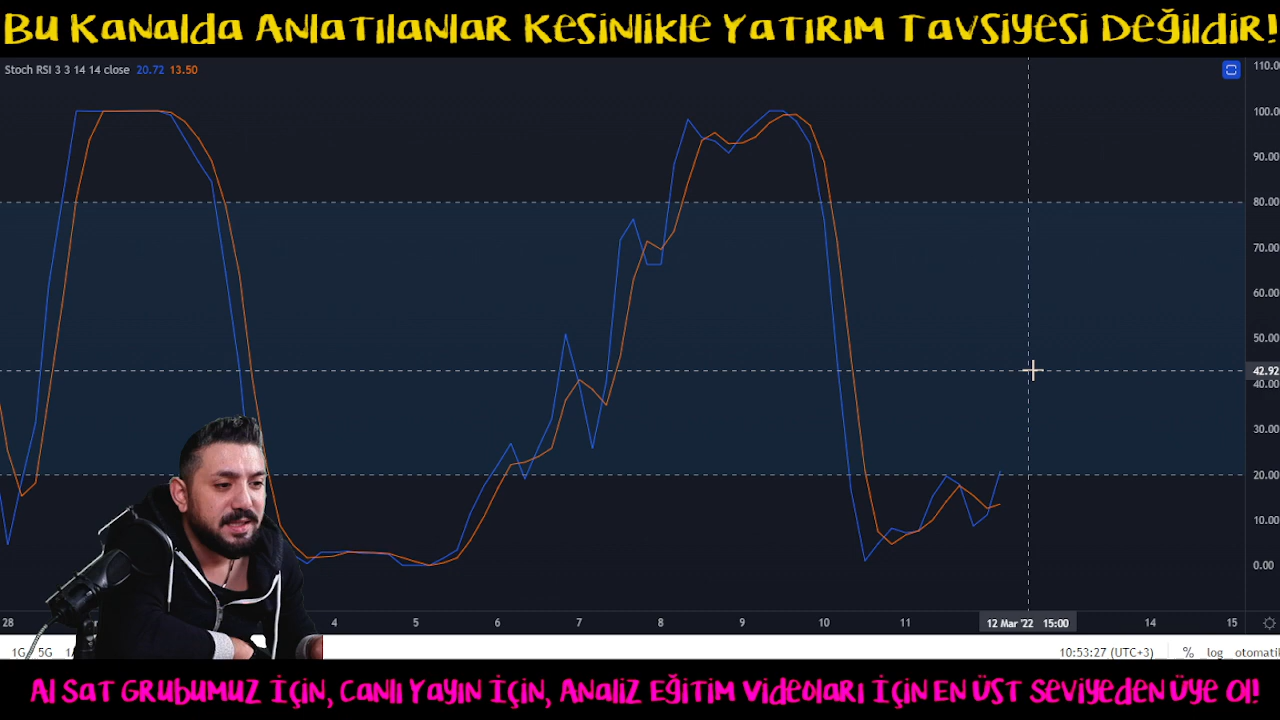 Bu Kanalda Anlatılanlar Kesinlikle Yatırım Tavsiyesi Değildir!
Stoch RSI 3 3 14 14 close 20.72 13.50
110.00
100.00
90.00
80.00
70.00
60.00
50.00
42.92
40.00
30.00
20.00
10.00
0.00
28 4 5 6 7 8 9 10 11 12 Mar '22 15:00 14 15
1G 5G 10:53:27 (UTC+3) % log otomatik
Al Sat Grubumuz İçin, Canlı Yayın İçin, Analiz Eğitim Videoları İçin En Üst Seviyeden Üye Ol!